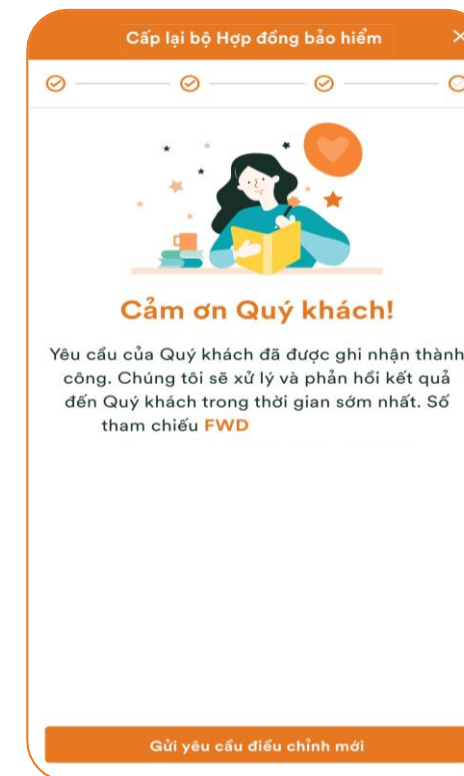 Cấp lại bộ Hợp đồng bảo hiểm
Cảm ơn Quý khách!
Yêu cầu của Quý khách đã được ghi nhận thành
công. Chúng tôi sẽ xử lý và phản hồi kết quả
đến Quý khách trong thời gian sớm nhất. Số
tham chiếu FWD
Gửi yêu cầu điều chỉnh mới